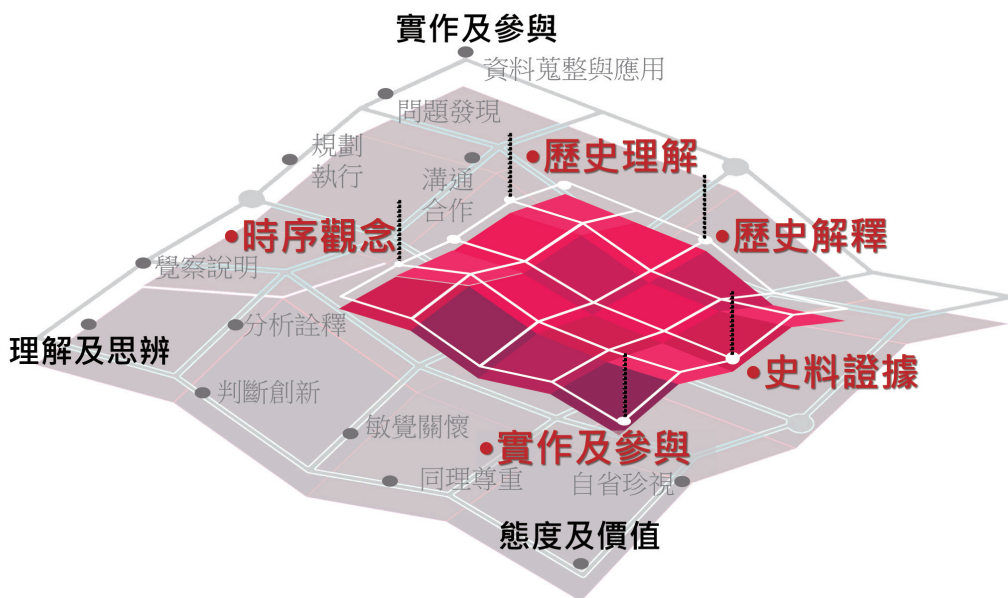 實作及參與
資料蒐整與應用
問題發現
規劃
執行
溝通
合作
•歷史理解
•時序觀念
•歷史解釋
覺察說明
分析詮釋
理解及思辨
判斷創新
•史料證據
敏覺關懷
•實作及參與
同理尊重
自省珍視
態度及價值